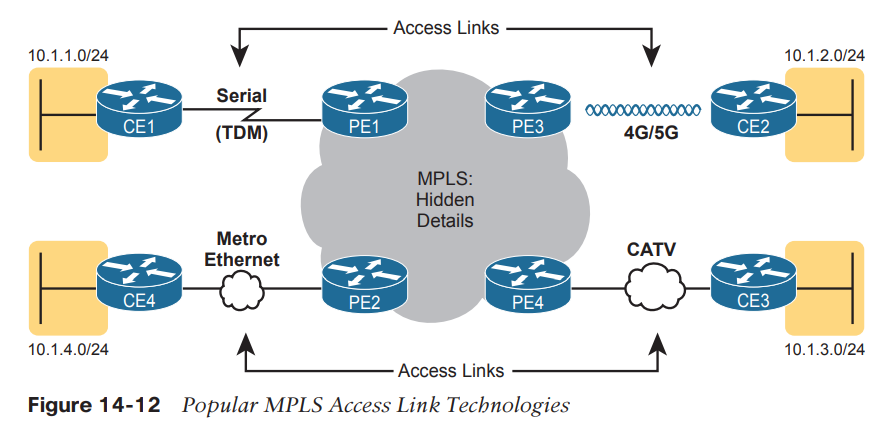 Access Links
10.1.1.0/24
10.1.2.0/24
Serial
(TDM)
CE1
PE1
PE3
4G/5G
CE2
MPLS:
Hidden
Details
Metro
Ethernet
CATV
CE4
PE2
PE4
CE3
10.1.4.0/24
10.1.3.0/24
Access Links
Figure 14-12 Popular MPLS Access Link Technologies